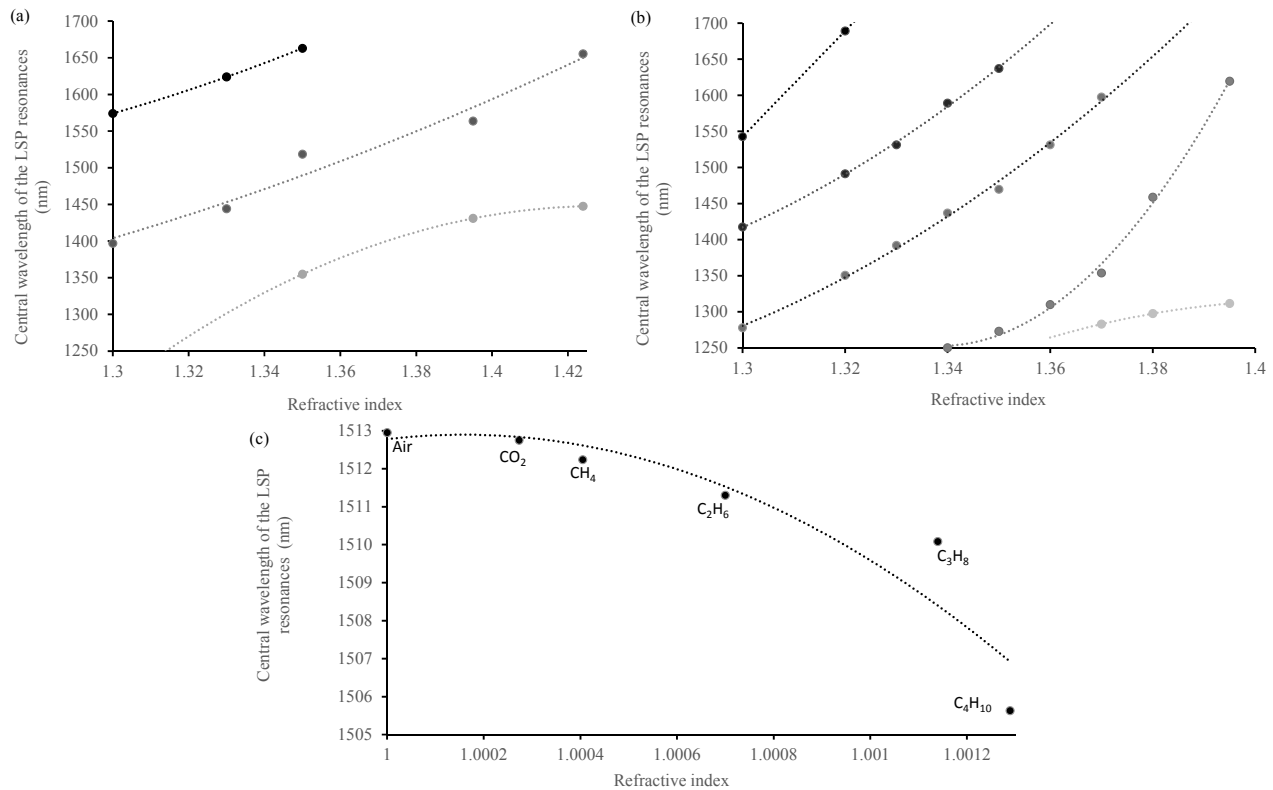 (a)
Central wavelength of the LSP resonances
(nm)
1700
1650
1600
1550
1500
1450
1400
1350
1300
1250
1.3
1.32
1.34
1.36
1.38
1.4
1.42
Refractive index
(b)
Central wavelength of the LSP resonances
(nm)
1700
1650
1600
1550
1500
1450
1400
1350
1300
1250
1.3
1.32
1.34
1.36
1.38
1.4
Refractive index
(c)
Central wavelength of the LSP
resonances (nm)
1513
1512
1511
1510
1509
1508
1507
1506
1505
Air
CO₂
CH₄
C₂H₆
C₃H₈
C₄H₁₀
1
1.0002
1.0004
1.0006
1.0008
1.001
1.0012
Refractive index